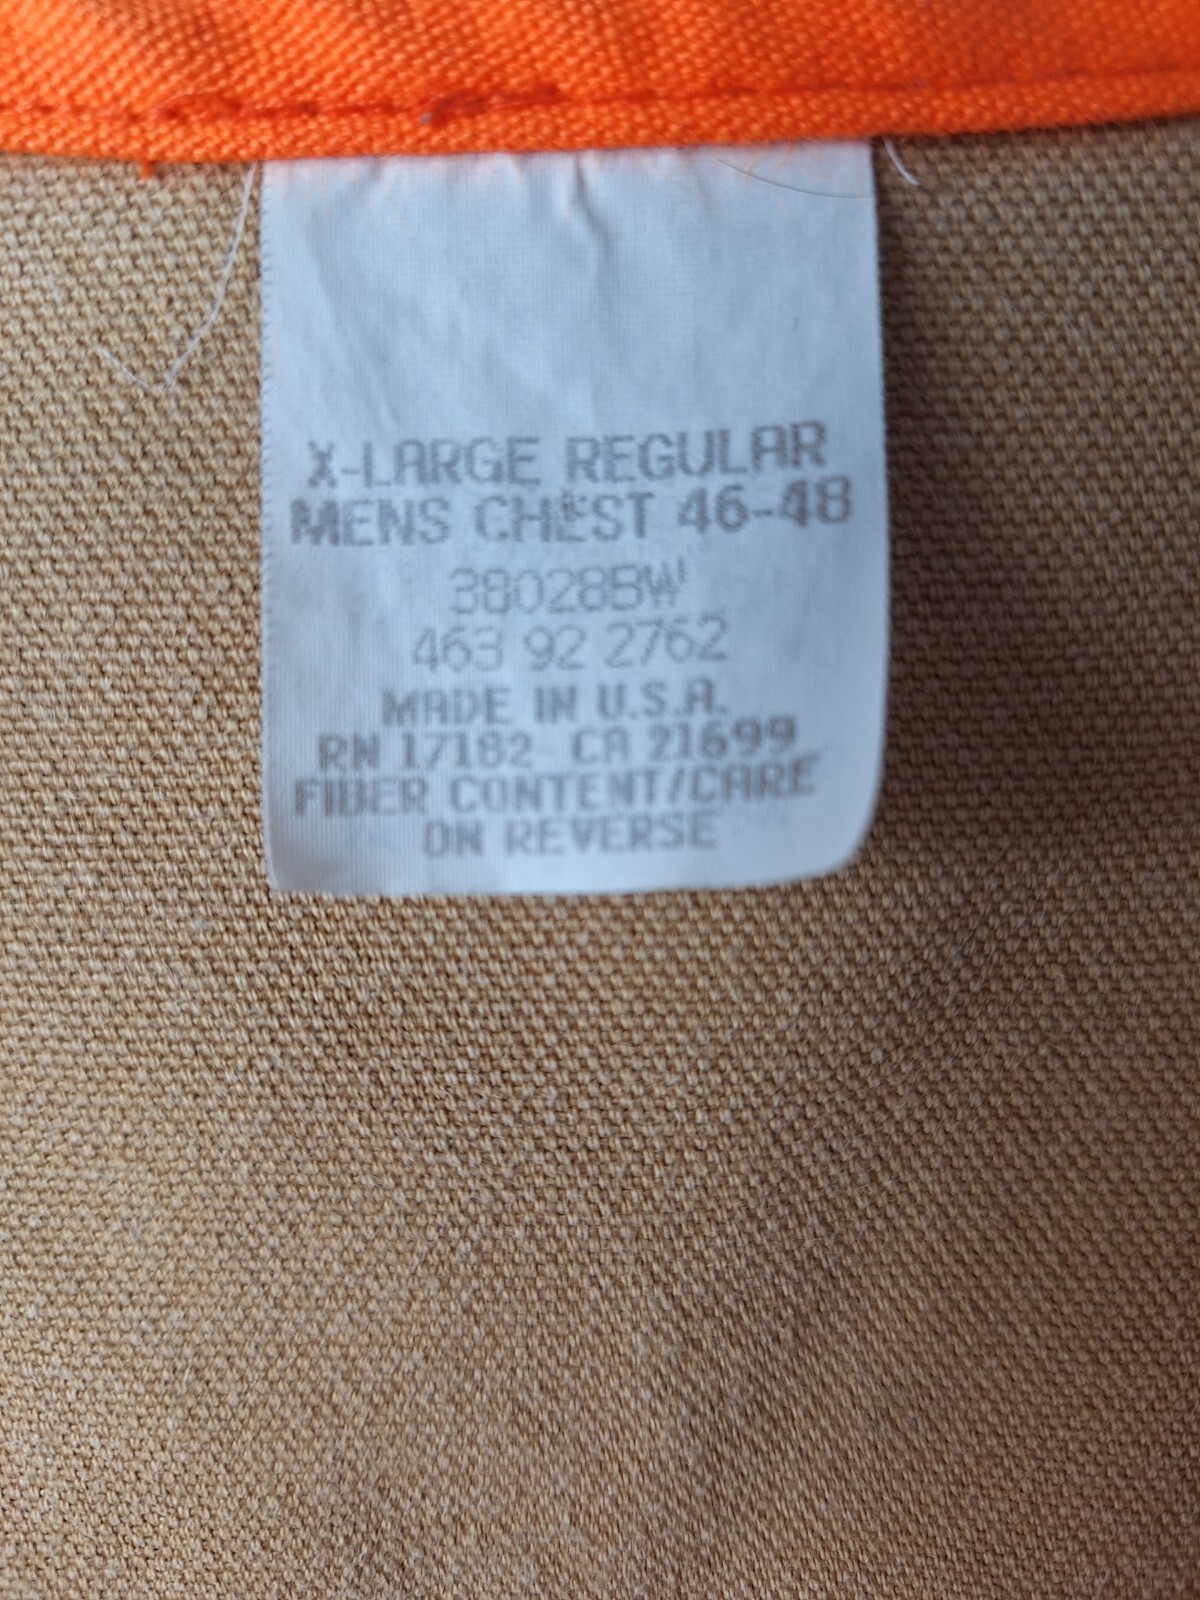 X-LARGE REGULAR
MENS CHEST 46-48
38028BW
463 92 2762
MADE IN U.S.A.
RN 17182 CA 21699
FIBER CONTENT/CARE
ON REVERSE